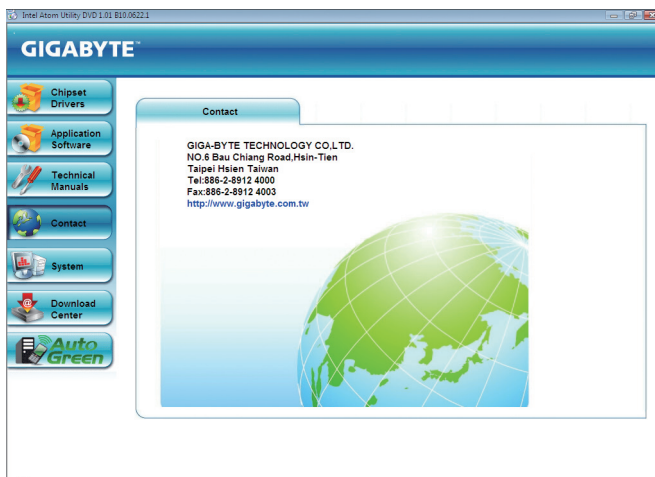 Intel Atom Utility DVD 1.01 B10.0622.1
GIGABYTE™
Chipset
Drivers
Application
Software
Technical
Manuals
Contact
System
Download
Center
Auto
Green
Contact
GIGA-BYTE TECHNOLOGY CO,LTD.
NO.6 Bau Chiang Road,Hsin-Tien
Taipei Hsien Taiwan
Tel:886-2-8912 4000
Fax:886-2-8912 4003
http://www.gigabyte.com.tw